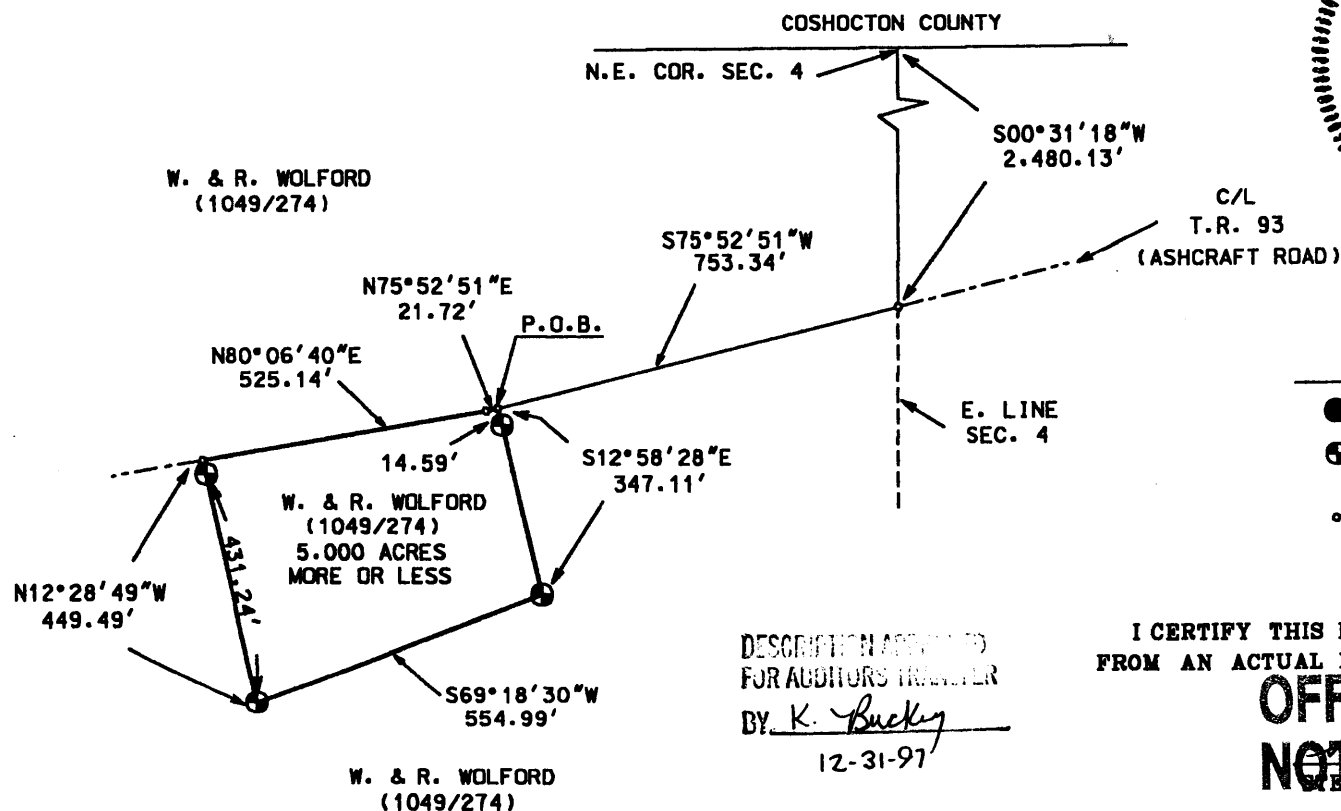 COSHOCTON COUNTY
N.E. COR. SEC. 4
S00°31'18"W
2.480.13'
W. & R. WOLFORD
(1049/274)
C/L
T.R. 93
(ASHCRAFT ROAD)
S75°52'51"W
753.34'
N75°52'51"E
21.72'
P.O.B.
N80°06'40"E
525.14'
E. LINE
SEC. 4
14.59'
S12°58'28"E
347.11'
W. & R. WOLFORD
(1049/274)
5.000 ACRES
MORE OR LESS
431.24'
N12°28'49"W
449.49'
S69°18'30"W
554.99'
W. & R. WOLFORD
(1049/274)
DESCRIPTION
FOR AUDITORS
BY K. Buckey
12-31-97
I CERTIFY THIS
FROM AN ACTUAL